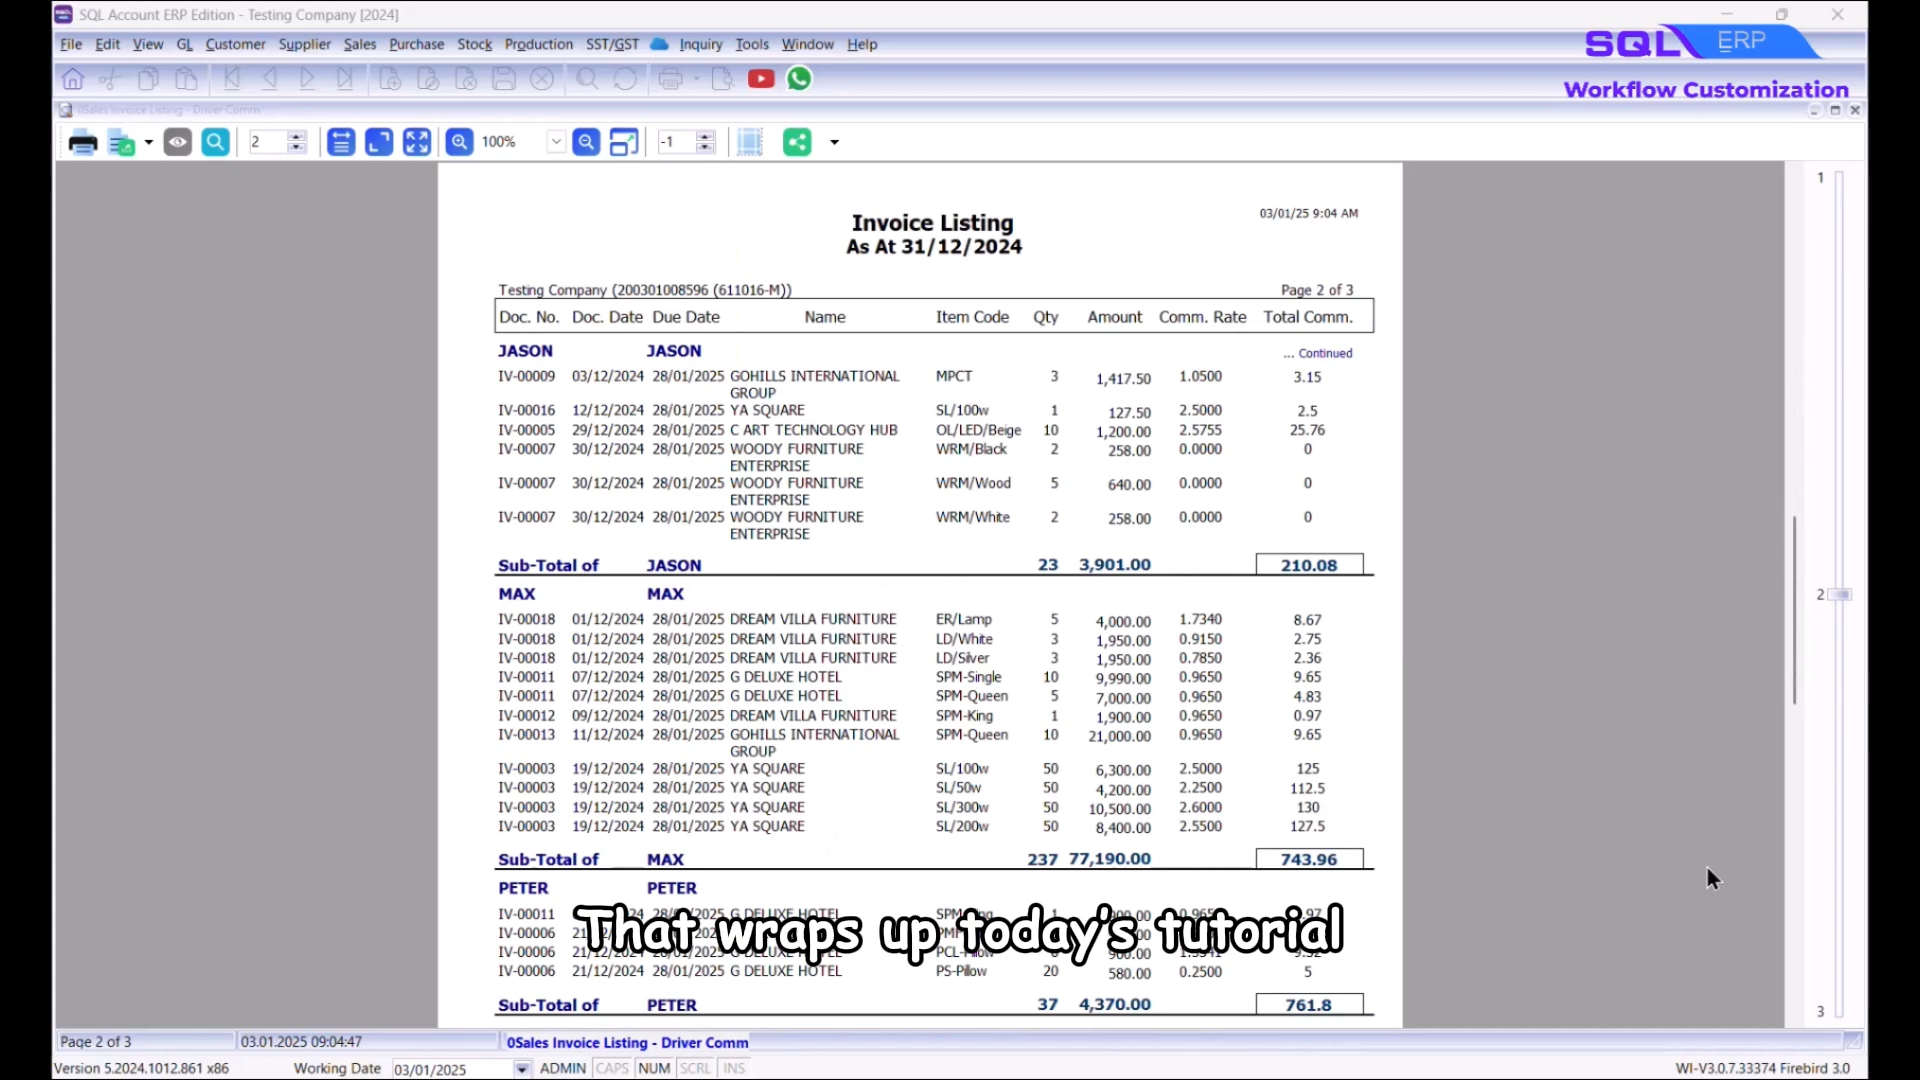 SQL Account ERP Edition - Testing Company [2024]
File Edit View GL Customer Supplier Sales Purchase Stock Production SST/GST Inquiry Tools Window Help
SQL ERP
Workflow Customization
0Sales Invoice Listing - Driver Comm
2 100% -1
03/01/25 9:04 AM
Invoice Listing
As At 31/12/2024
Testing Company (200301008596 (611016-M)) Page 2 of 3
Doc. No. Doc. Date Due Date Name Item Code Qty Amount Comm. Rate Total Comm.
JASON JASON ... Continued
IV-00009 03/12/2024 28/01/2025 GOHILLS INTERNATIONAL MPCT 3 1,417.50 1.0500 3.15
GROUP
IV-00016 12/12/2024 28/01/2025 YA SQUARE SL/100w 1 127.50 2.5000 2.5
IV-00005 29/12/2024 28/01/2025 C ART TECHNOLOGY HUB OL/LED/Beige 10 1,200.00 2.5755 25.76
IV-00007 30/12/2024 28/01/2025 WOODY FURNITURE WRM/Black 2 258.00 0.0000 0
ENTERPRISE
IV-00007 30/12/2024 28/01/2025 WOODY FURNITURE WRM/Wood 5 640.00 0.0000 0
ENTERPRISE
IV-00007 30/12/2024 28/01/2025 WOODY FURNITURE WRM/White 2 258.00 0.0000 0
ENTERPRISE
Sub-Total of JASON 23 3,901.00 210.08
MAX MAX
IV-00018 01/12/2024 28/01/2025 DREAM VILLA FURNITURE ER/Lamp 5 4,000.00 1.7340 8.67
IV-00018 01/12/2024 28/01/2025 DREAM VILLA FURNITURE LD/White 3 1,950.00 0.9150 2.75
IV-00018 01/12/2024 28/01/2025 DREAM VILLA FURNITURE LD/Silver 3 1,950.00 0.7850 2.36
IV-00011 07/12/2024 28/01/2025 G DELUXE HOTEL SPM-Single 10 9,990.00 0.9650 9.65
IV-00011 07/12/2024 28/01/2025 G DELUXE HOTEL SPM-Queen 5 7,000.00 0.9650 4.83
IV-00012 09/12/2024 28/01/2025 DREAM VILLA FURNITURE SPM-King 1 1,900.00 0.9650 0.97
IV-00013 11/12/2024 28/01/2025 GOHILLS INTERNATIONAL SPM-Queen 10 21,000.00 0.9650 9.65
GROUP
IV-00003 19/12/2024 28/01/2025 YA SQUARE SL/100w 50 6,300.00 2.5000 125
IV-00003 19/12/2024 28/01/2025 YA SQUARE SL/50w 50 4,200.00 2.2500 112.5
IV-00003 19/12/2024 28/01/2025 YA SQUARE SL/300w 50 10,500.00 2.6000 130
IV-00003 19/12/2024 28/01/2025 YA SQUARE SL/200w 50 8,400.00 2.5500 127.5
Sub-Total of MAX 237 77,190.00 743.96
PETER PETER
IV-00011 G DELUXE HOTEL
IV-00006
That wraps up today's tutorial
IV-00006
IV-00006 21/12/2024 28/01/2025 G DELUXE HOTEL PS-Pillow 20 580.00 0.2500 5
Sub-Total of PETER 37 4,370.00 761.8
1
2
3
Page 2 of 3 03.01.2025 09:04:47 0Sales Invoice Listing - Driver Comm
Version 5.2024.1012.861 x86 Working Date 03/01/2025 ADMIN CAPS NUM SCRL INS WI-V3.0.7.33374 Firebird 3.0